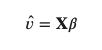 v̂ = Xβ